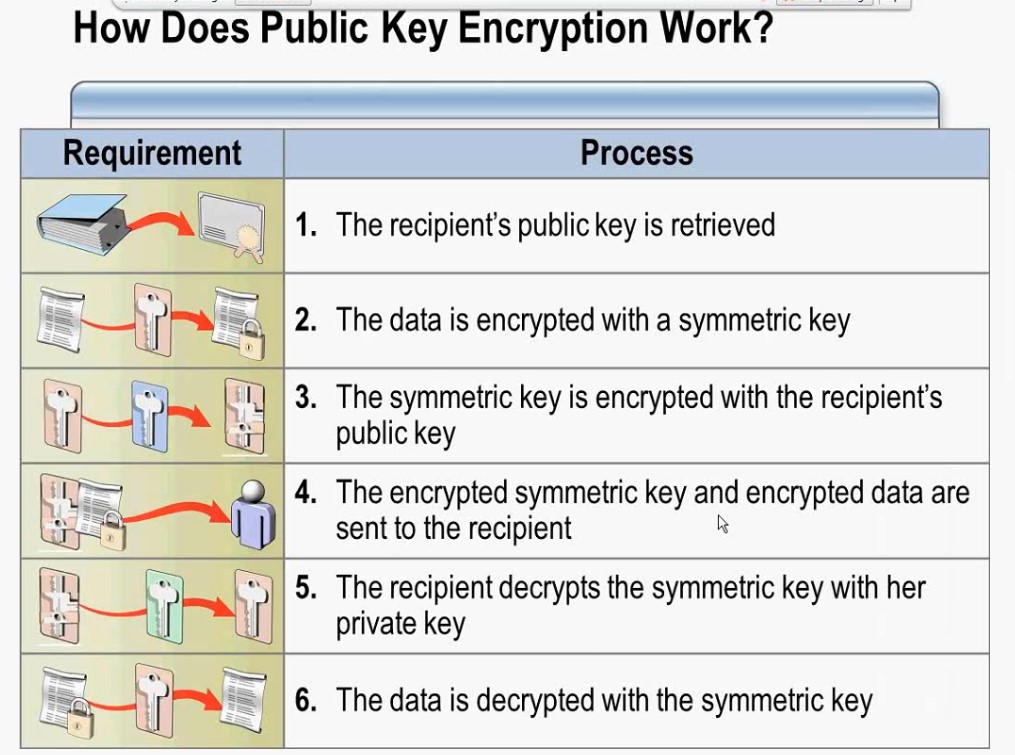 How Does Public Key Encryption Work?
Requirement
Process
1. The recipient's public key is retrieved
2. The data is encrypted with a symmetric key
3. The symmetric key is encrypted with the recipient's
public key
4. The encrypted symmetric key and encrypted data are
sent to the recipient
5. The recipient decrypts the symmetric key with her
private key
6. The data is decrypted with the symmetric key